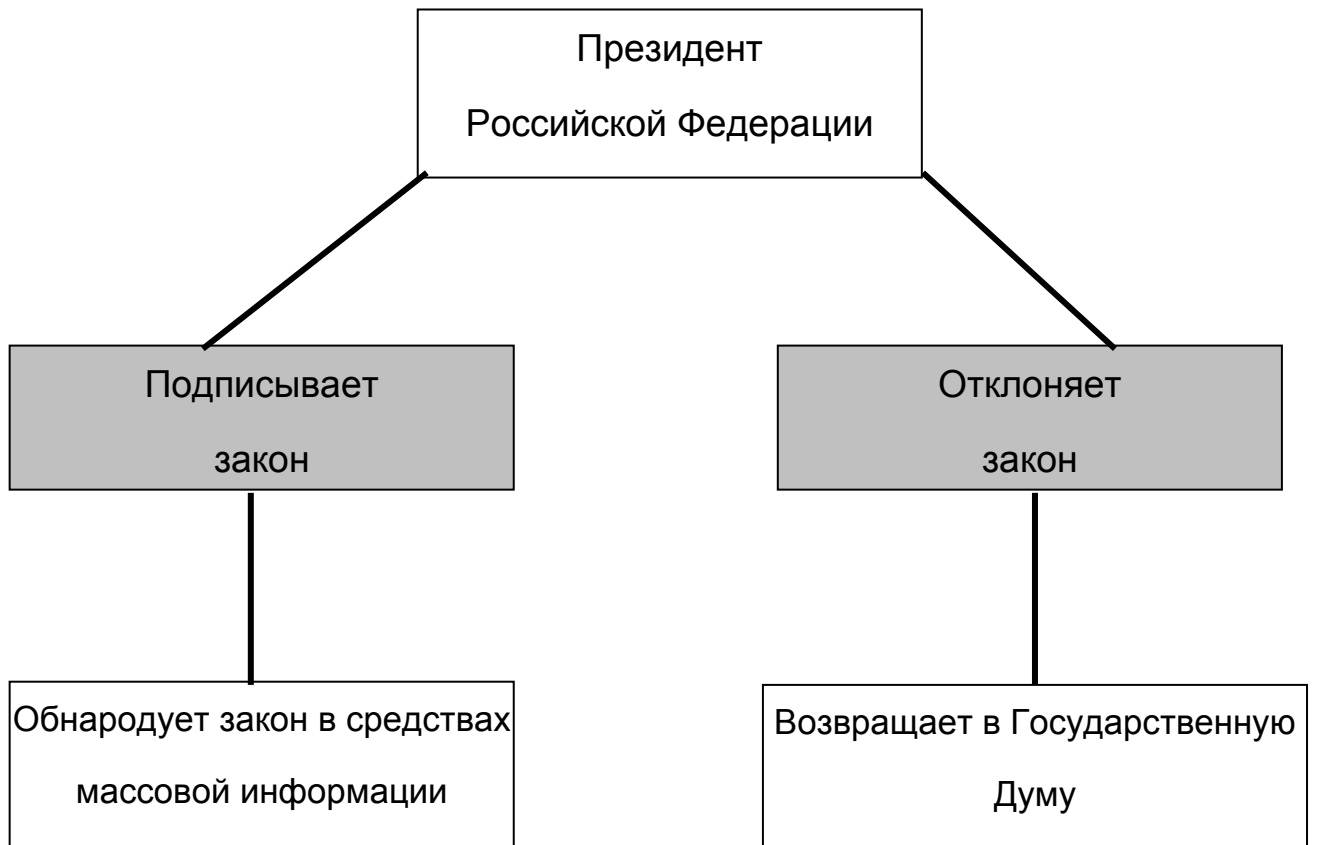 Президент
Российской Федерации
Подписывает
закон
Отклоняет
закон
Обнародует закон в средствах
массовой информации
Возвращает в Государственную
Думу